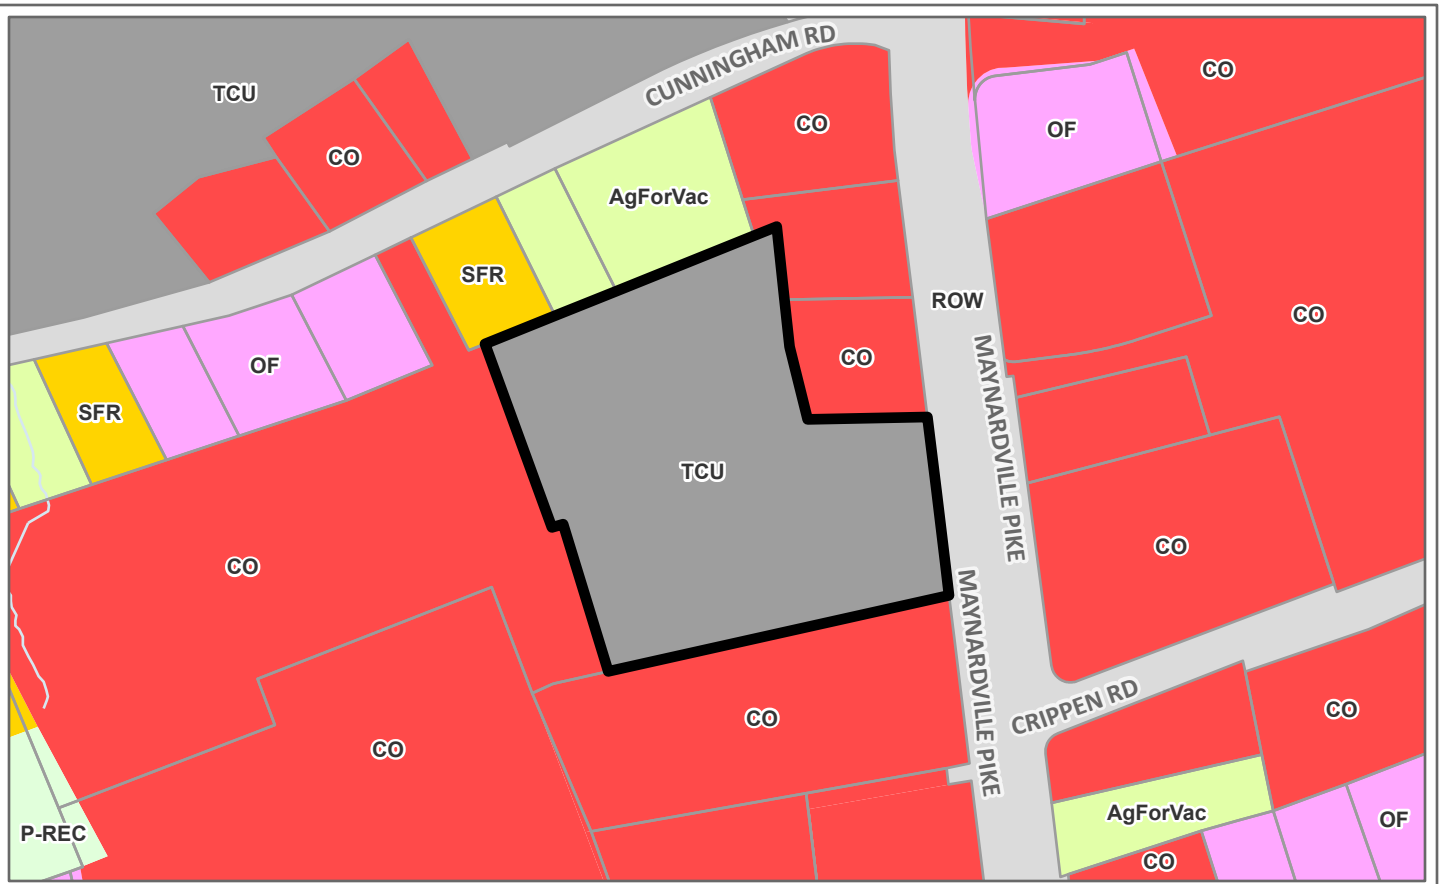 CUNNINGHAM RD
TCU
CO
CO
CO
OF
AgForVac
SFR
ROW
CO
OF
CO
MAYNARDVILLE PIKE
SFR
TCU
CO
CO
MAYNARDVILLE PIKE
CRIPPEN RD
CO
CO
CO
P-REC
AgForVac
OF
CO